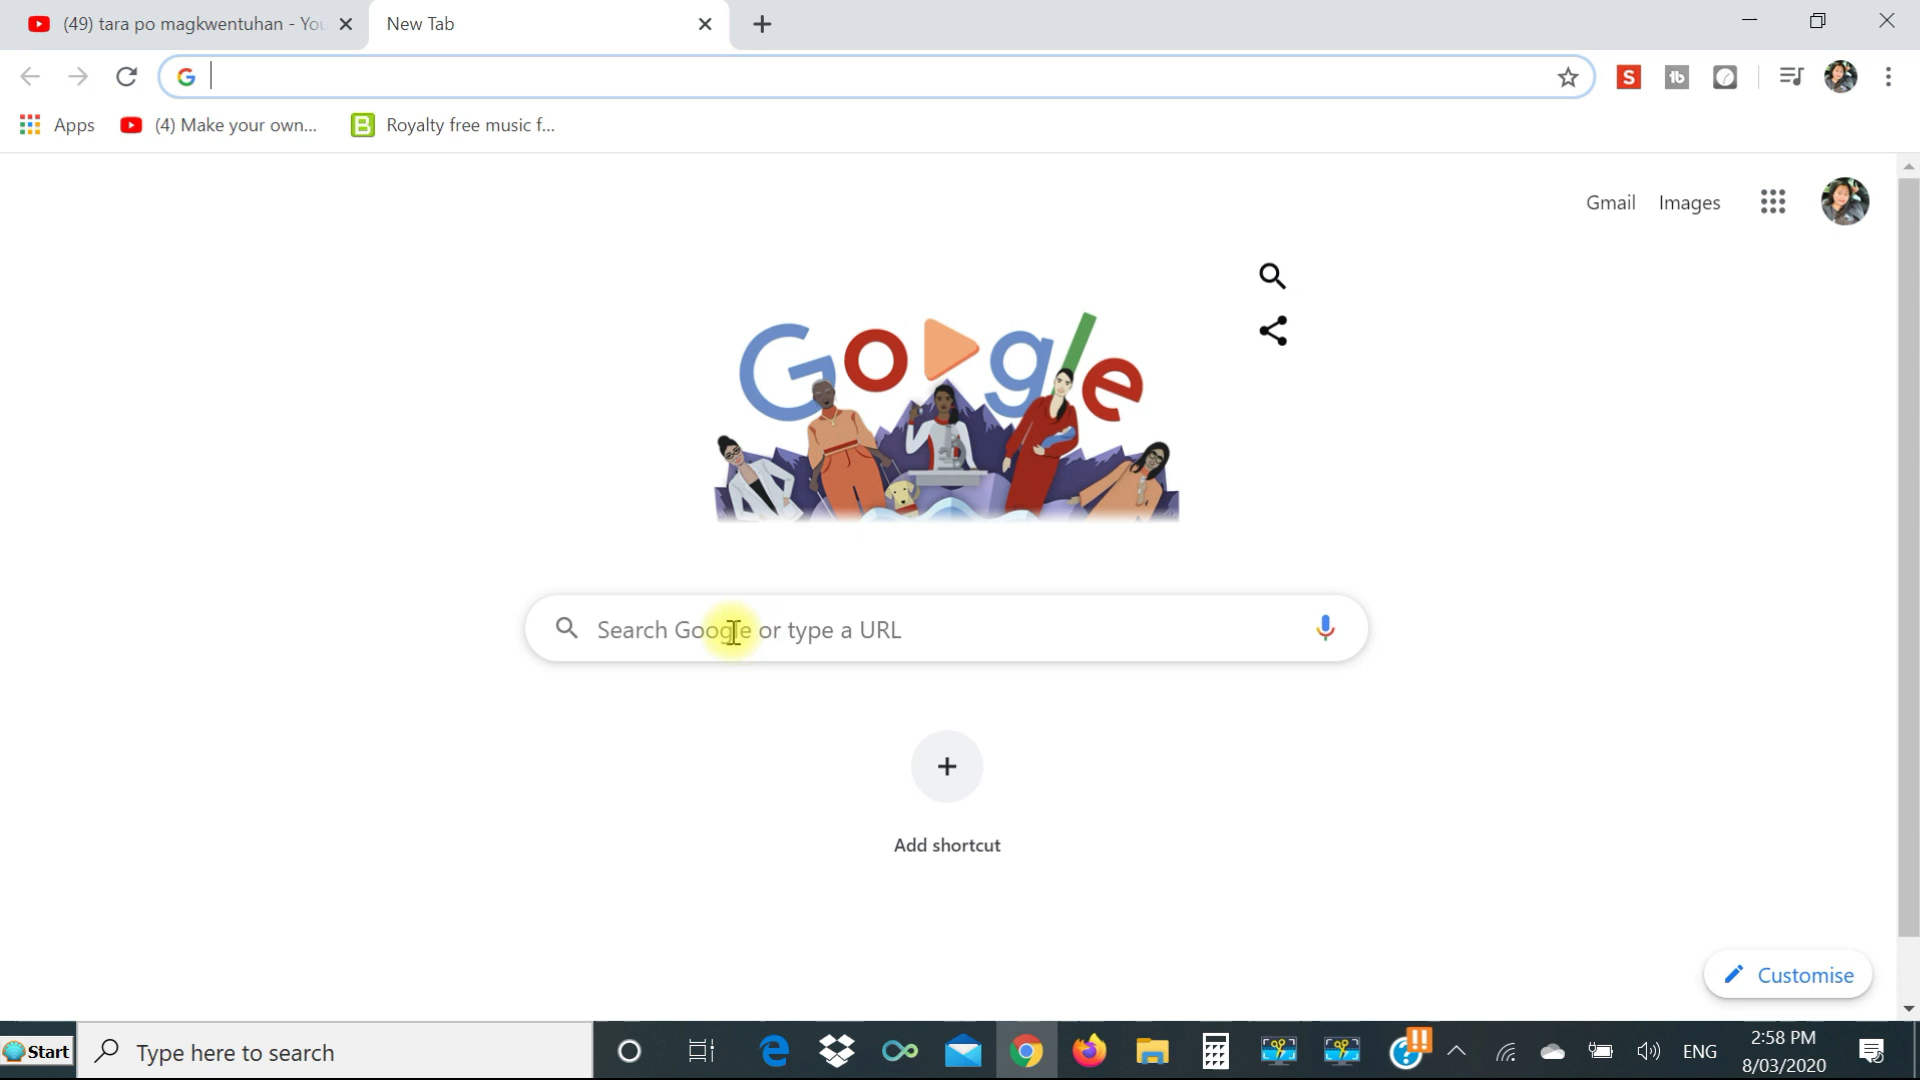 (49) tara po magkwentuhan - You
New Tab
Apps
(4) Make your own...
Royalty free music f...
Gmail
Images
Google
Search Google or type a URL
Add shortcut
Customise
Start
Type here to search
ENG
2:58 PM
8/03/2020